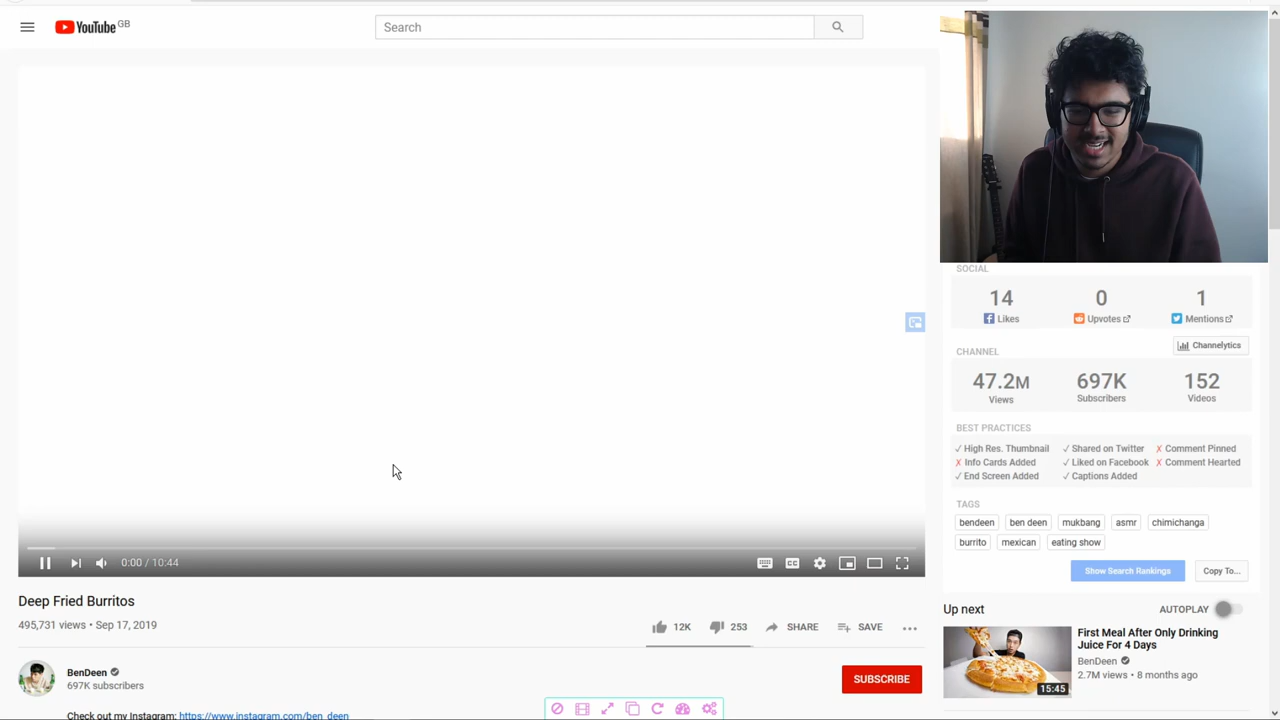 YouTube GB
Search
SOCIAL
14 0 1
Likes Upvotes Mentions
CHANNEL Channelytics
47.2M 697K 152
Views Subscribers Videos
BEST PRACTICES
✓ High Res. Thumbnail ✓ Shared on Twitter ✗ Comment Pinned
✗ Info Cards Added ✓ Liked on Facebook ✗ Comment Hearted
✓ End Screen Added ✓ Captions Added
TAGS
bendeen ben deen mukbang asmr chimichanga
burrito mexican eating show
Show Search Rankings Copy To...
0:00 / 10:44
CC
Deep Fried Burritos
495,731 views • Sep 17, 2019
12K 253 SHARE SAVE
BenDeen
697K subscribers
SUBSCRIBE
Check out my Instagram: https://www.instagram.com/ben_deen
Up next AUTOPLAY
First Meal After Only Drinking
Juice For 4 Days
BenDeen
2.7M views • 8 months ago
15:45